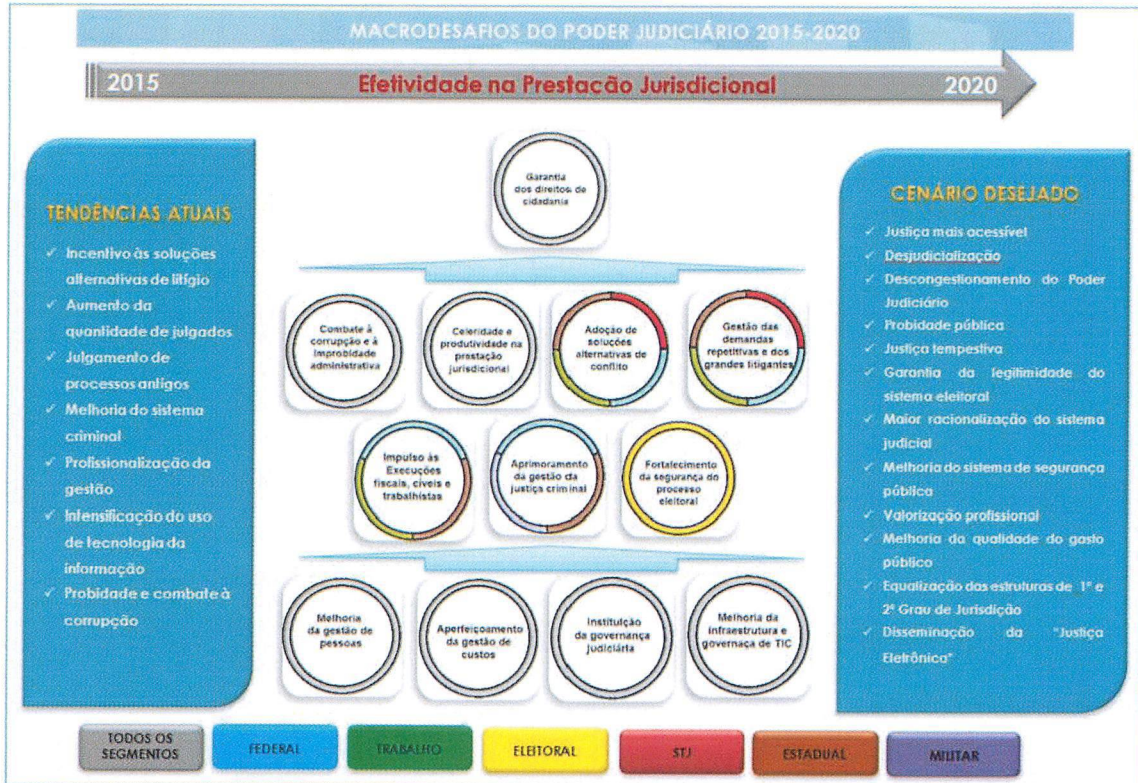 MACRODESAFIOS DO PODER JUDICIÁRIO 2015-2020
2015
Efetividade na Prestação Jurisdicional
2020
TENDÊNCIAS ATUAIS
✓ Incentivo às soluções
alternativas de litígio
✓ Aumento da
quantidade de julgados
✓ Julgamento de
processos antigos
✓ Melhoria do sistema
criminal
✓ Profissionalização da
gestão
✓ Intensificação do uso
de tecnologia da
informação
✓ Probidade e combate à
corrupção
Garantia
dos direitos de
cidadania
Combate à
corrupção e à
improbidade
administrativa
Celeridade e
produtividade na
prestação
jurisdicional
Adoção de
soluções
alternativas de
conflito
Gestão das
demandas
repetitivas e dos
grandes litigantes
Impulso às
Execuções
fiscais, cíveis e
trabalhistas
Aprimoramento
da gestão da
justiça criminal
Fortalecimento
da segurança do
processo
eleitoral
Melhoria
da gestão de
pessoas
Aperfeiçoamento
da gestão de
custos
Instituição
da governança
judiciária
Melhoria da
infraestrutura e
governaça de TIC
CENÁRIO DESEJADO
✓ Justiça mais acessível
✓ Desjudicialização
✓ Descongestionamento do Poder
Judiciário
✓ Probidade pública
✓ Justiça tempestiva
✓ Garantia da legitimidade do
sistema eleitoral
✓ Maior racionalização do sistema
judicial
✓ Melhoria do sistema de segurança
pública
✓ Valorização profissional
✓ Melhoria da qualidade do gasto
público
✓ Equalização das estruturas de 1º e
2º Grau de Jurisdição
✓ Disseminação da "Justiça
Eletrônica"
TODOS OS
SEGMENTOS
FEDERAL
TRABALHO
ELEITORAL
STJ
ESTADUAL
MILITAR